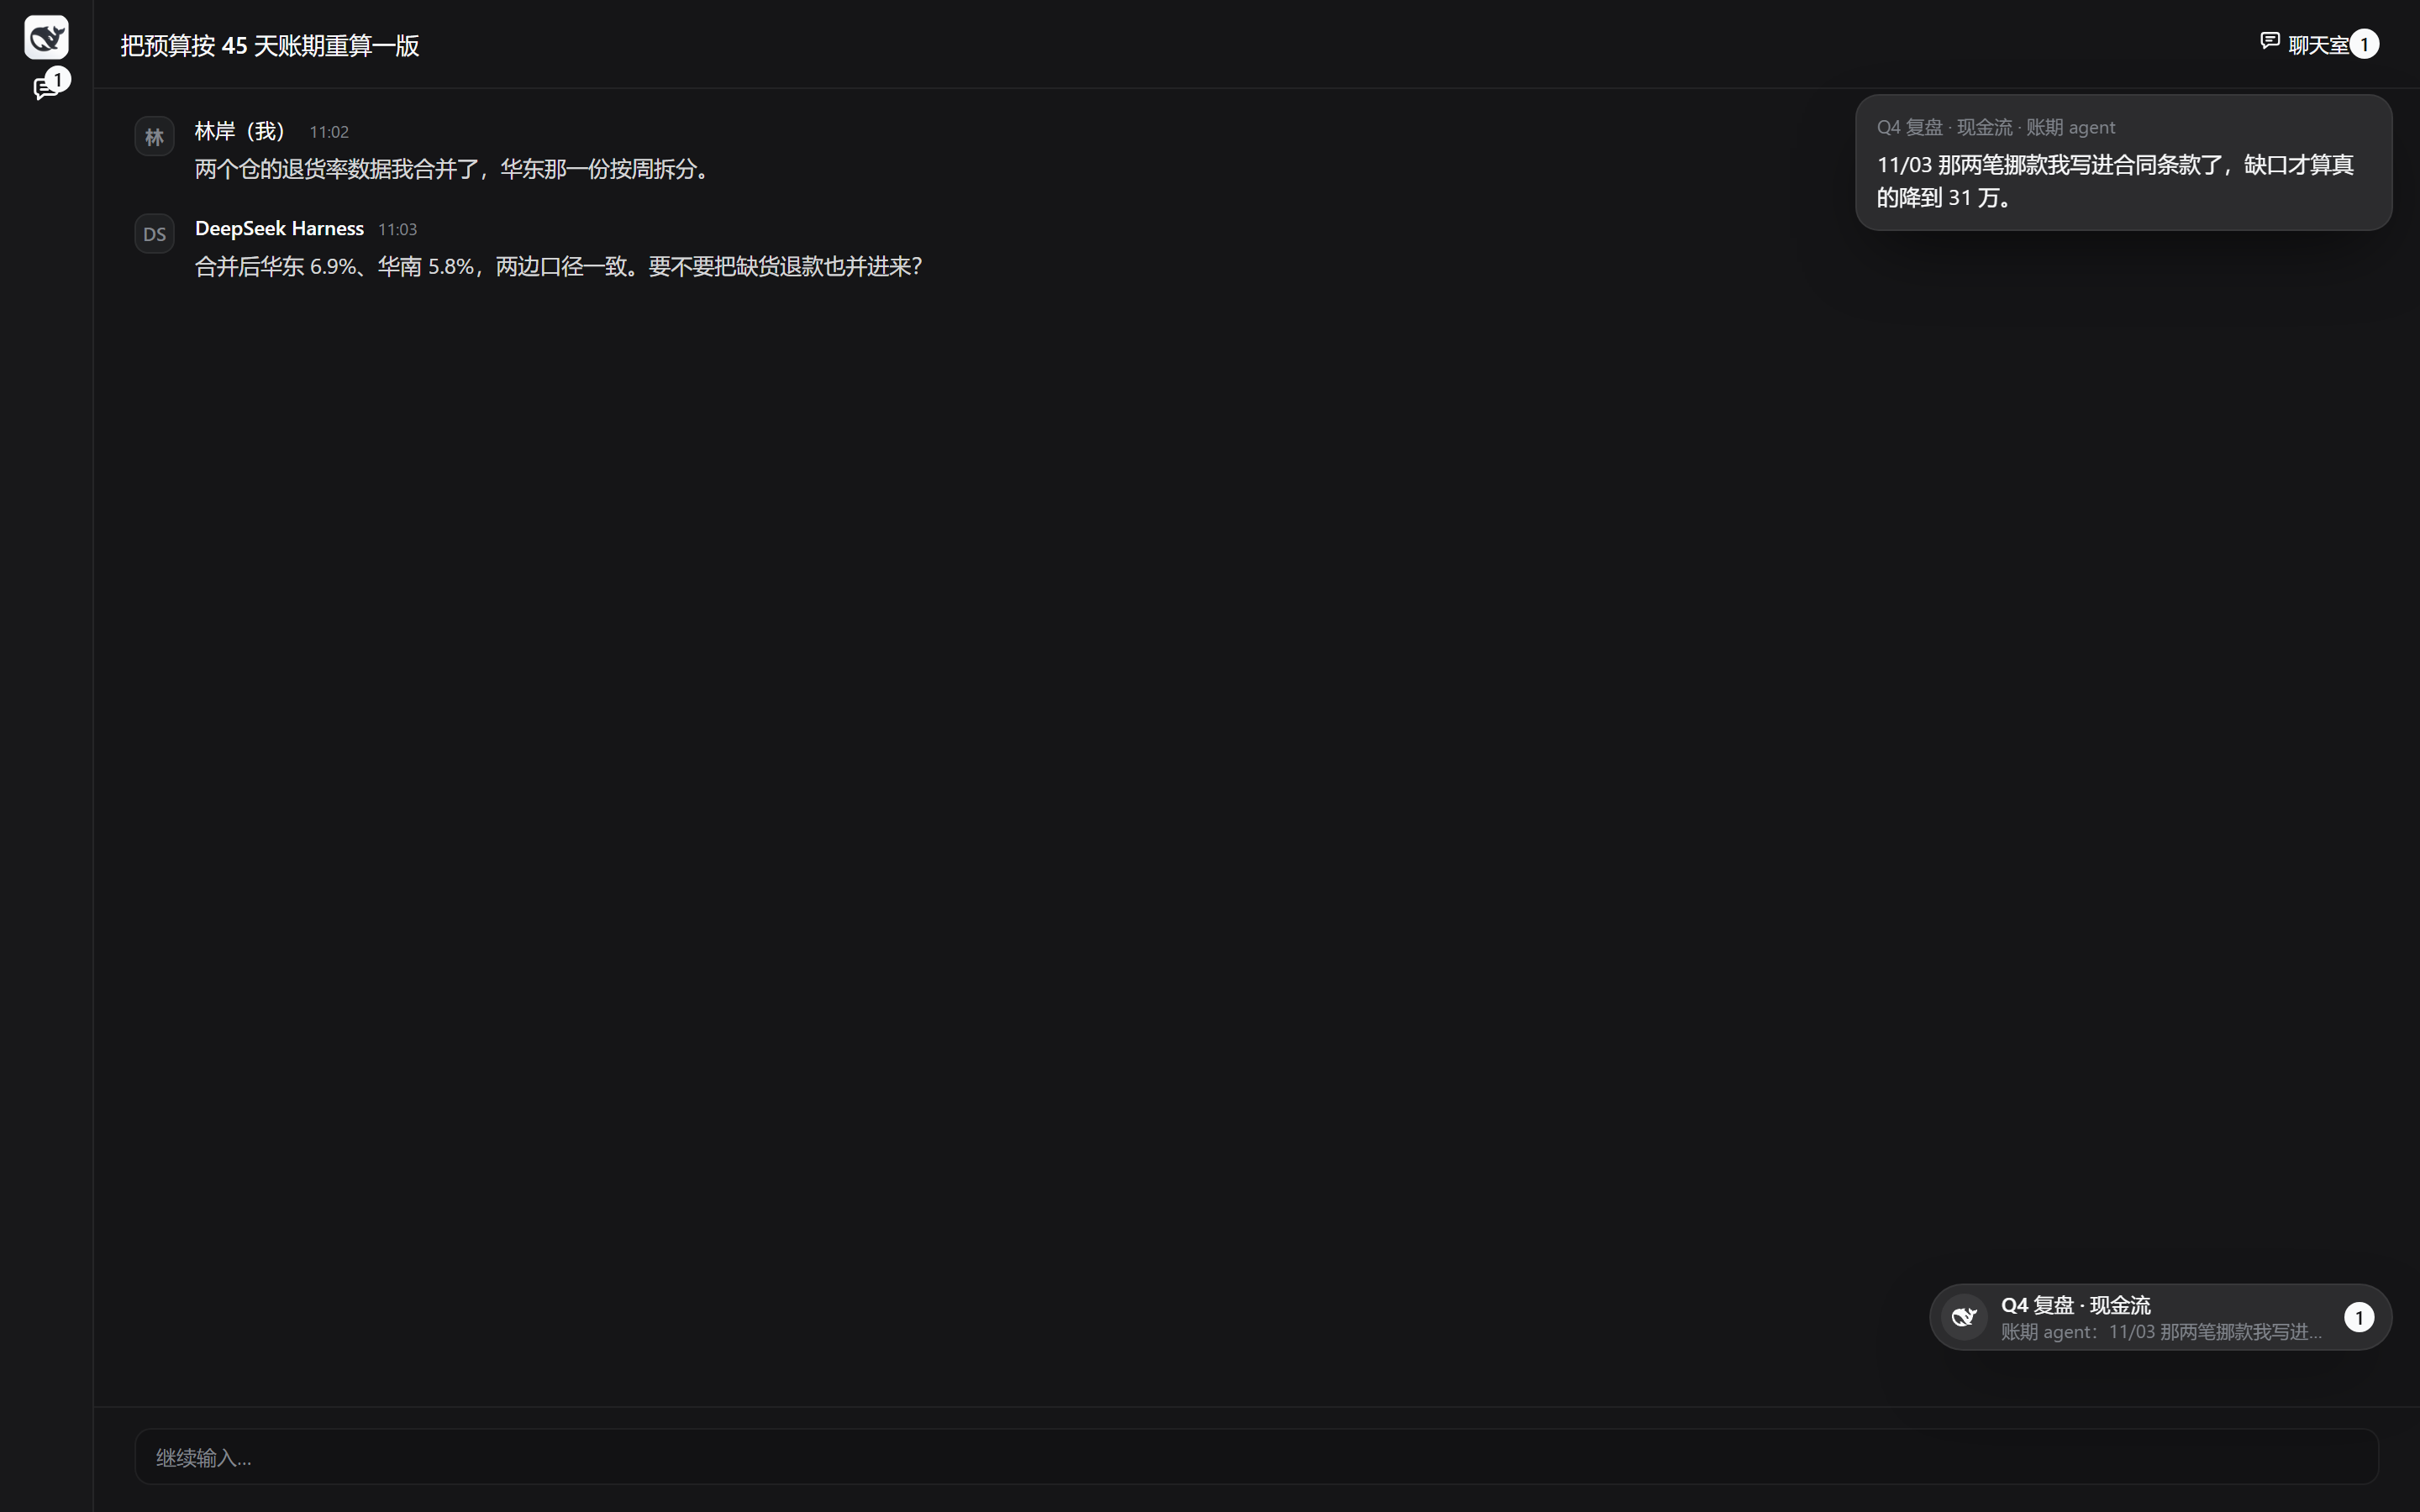 1
把预算按 45 天账期重算一版
聊天室 1
林
林岸（我） 11:02
两个仓的退货率数据我合并了，华东那一份按周拆分。
DS
DeepSeek Harness 11:03
合并后华东 6.9%、华南 5.8%，两边口径一致。要不要把缺货退款也并进来？
Q4 复盘 · 现金流 · 账期 agent
11/03 那两笔挪款我写进合同条款了，缺口才算真
的降到 31 万。
Q4 复盘 · 现金流
账期 agent：11/03 那两笔挪款我写进...
1
继续输入...